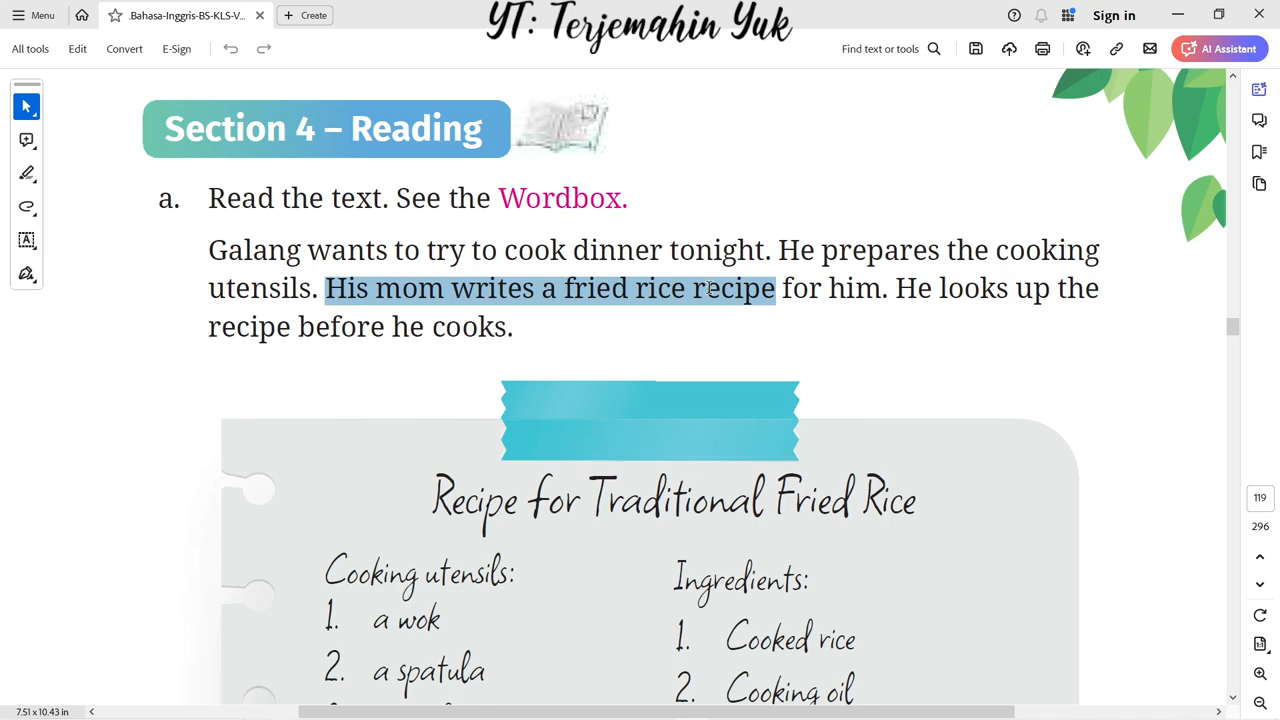 Menu
.Bahasa-Inggris-BS-KLS-V...
Create
YT: Terjemahin Yuk
Sign in
All tools
Edit
Convert
E-Sign
Find text or tools
AI Assistant
Section 4 – Reading
a. Read the text. See the Wordbox.
Galang wants to try to cook dinner tonight. He prepares the cooking
utensils. His mom writes a fried rice recipe for him. He looks up the
recipe before he cooks.
Recipe for Traditional Fried Rice
Cooking utensils:
1. a wok
2. a spatula
Ingredients:
1. Cooked rice
2. Cooking oil
119
296
7.51 x 10.43 in